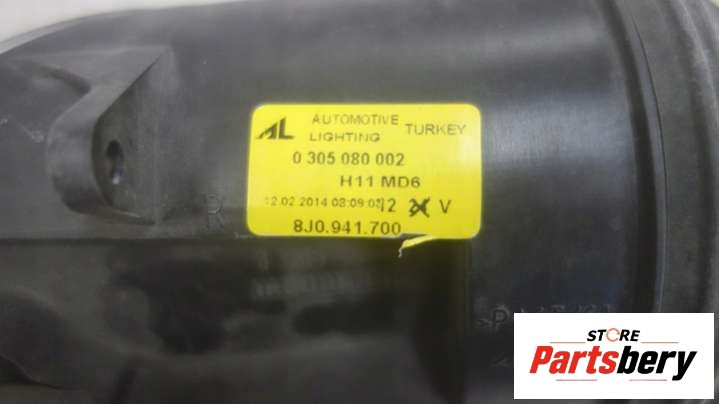 AL AUTOMOTIVE LIGHTING TURKEY
0 305 080 002
H11 MD6
12.02.2014 08:09:03 12 V
8J0.941.700
R
STORE
Partsbery